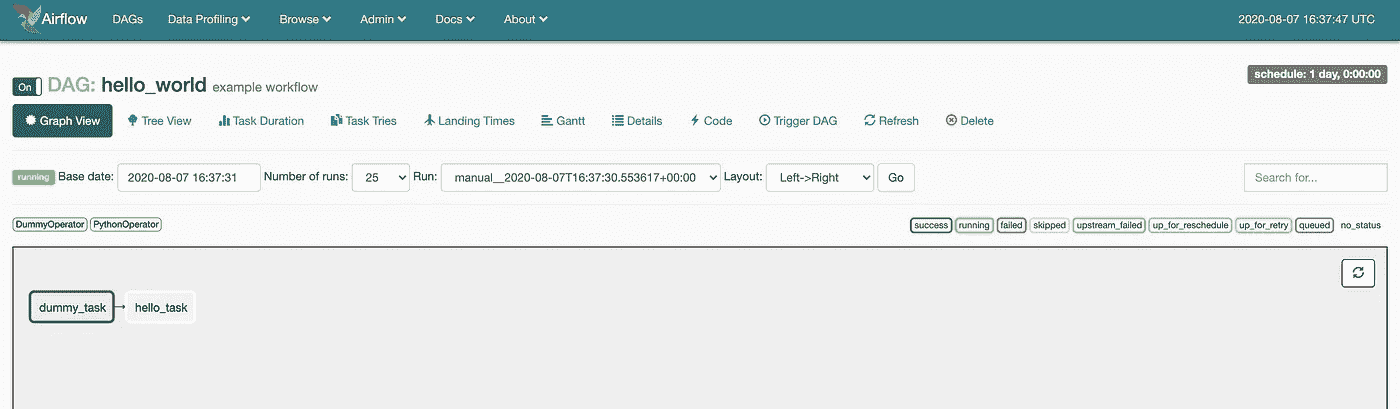 Airflow DAGs Data Profiling Browse Admin Docs About 2020-08-07 16:37:47 UTC
schedule: 1 day, 0:00:00
On DAG: hello_world example workflow
Graph View Tree View Task Duration Task Tries Landing Times Gantt Details Code Trigger DAG Refresh Delete
running Base date: 2020-08-07 16:37:31 Number of runs: 25 Run: manual__2020-08-07T16:37:30.553617+00:00 Layout: Left->Right Go Search for...
DummyOperator PythonOperator success running failed skipped upstream_failed up_for_reschedule up_for_retry queued no_status
dummy_task hello_task